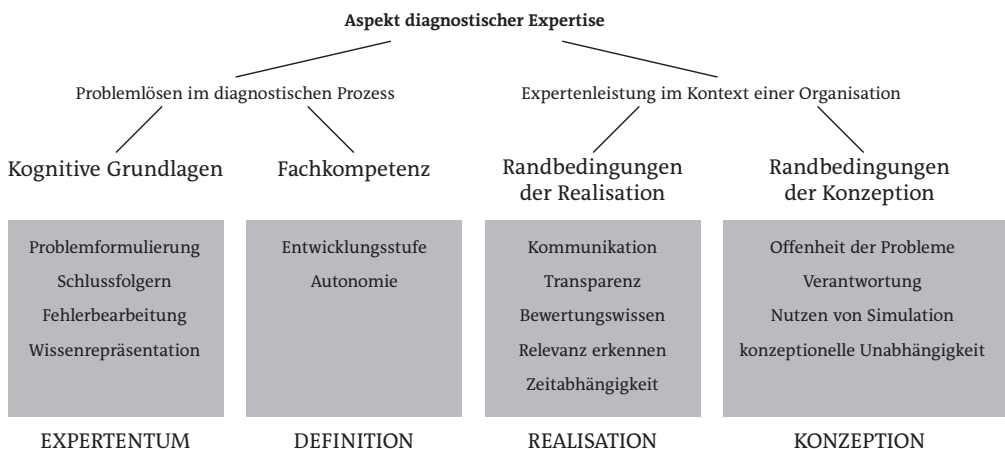 Aspekt diagnostischer Expertise
Problemlösen im diagnostischen Prozess
Expertenleistung im Kontext einer Organisation
Kognitive Grundlagen
Fachkompetenz
Randbedingungen
der Realisation
Randbedingungen
der Konzeption
Problemformulierung
Schlussfolgern
Fehlerbearbeitung
Wissenrepräsentation
Entwicklungsstufe
Autonomie
Kommunikation
Transparenz
Bewertungswissen
Relevanz erkennen
Zeitabhängigkeit
Offenheit der Probleme
Verantwortung
Nutzen von Simulation
konzeptionelle Unabhängigkeit
EXPERTENTUM
DEFINITION
REALISATION
KONZEPTION